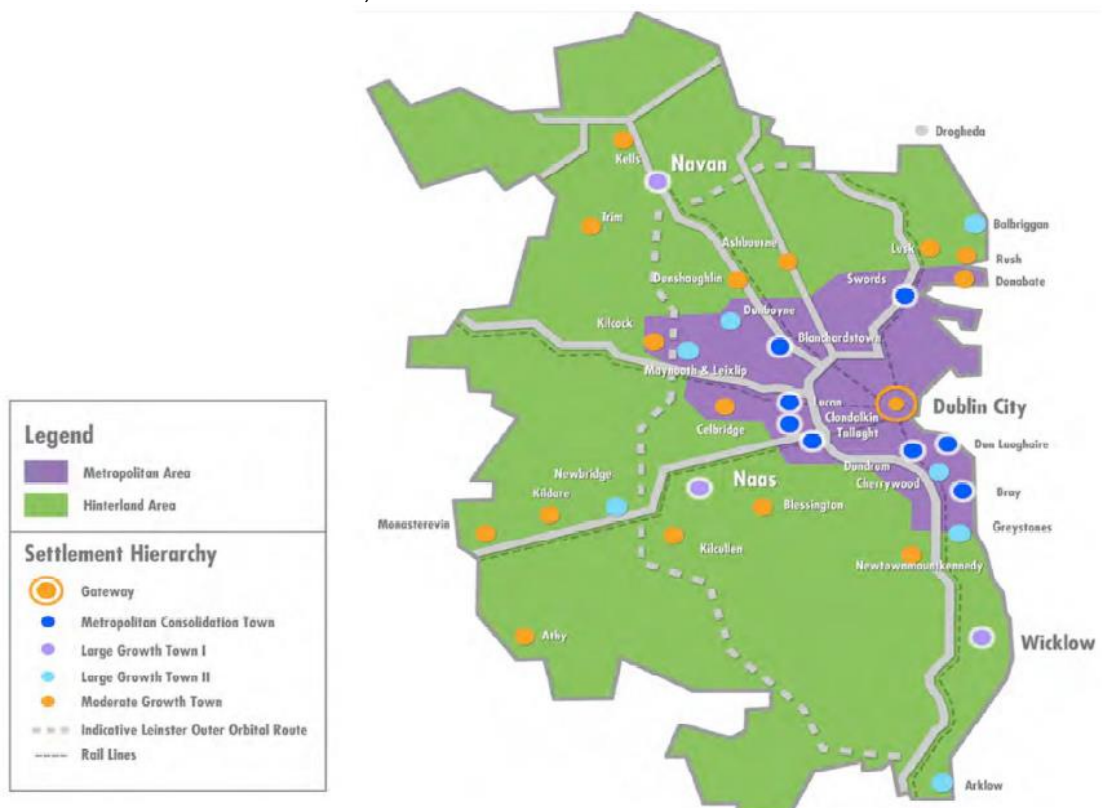 Legend
Metropolitan Area
Hinterland Area
Settlement Hierarchy
Gateway
Metropolitan Consolidation Town
Large Growth Town I
Large Growth Town II
Moderate Growth Town
Indicative Leinster Outer Orbital Route
Rail Lines
Drogheda
Kells
Navan
Trim
Balbriggan
Ashbourne
Lusk
Rush
Dunshaughlin
Swords
Donabate
Dunboyne
Kilcock
Blanchardstown
Maynooth & Leixlip
Lucan
Dublin City
Celbridge
Clondalkin
Tallaght
Dun Laoghaire
Newbridge
Naas
Dundrum
Cherrywood
Kildare
Bray
Blessington
Monasterevin
Greystones
Kilcullen
Newtownmountkennedy
Athy
Wicklow
Arklow